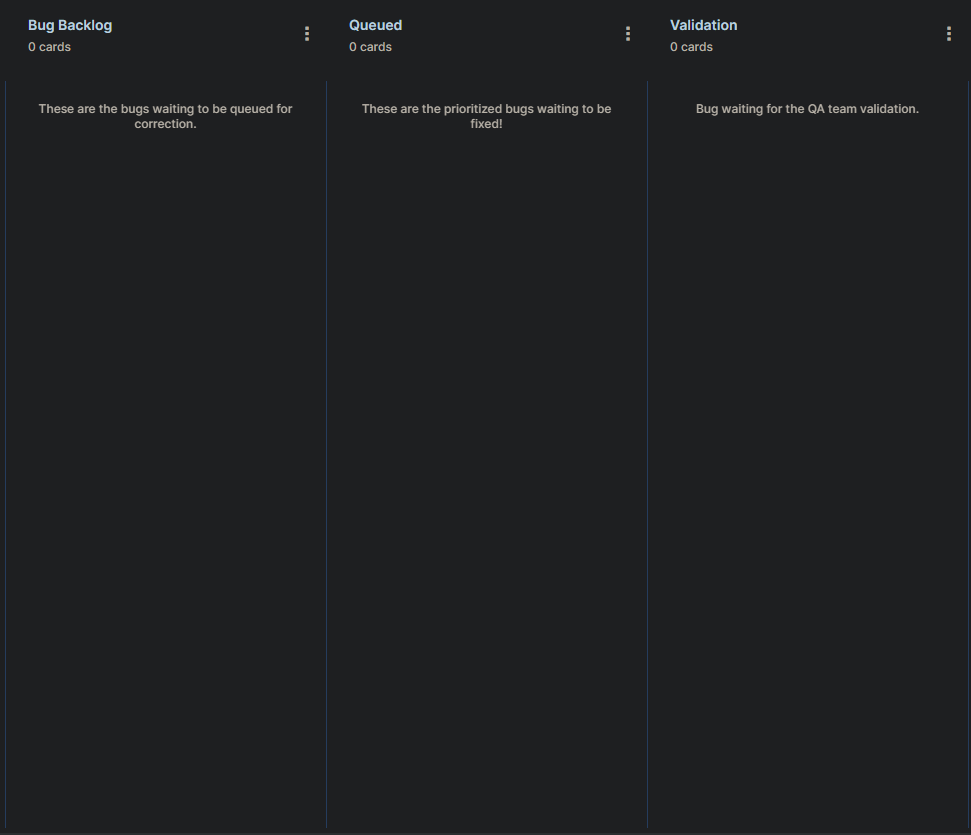 Bug Backlog
0 cards
These are the bugs waiting to be queued for
correction.
Queued
0 cards
These are the prioritized bugs waiting to be
fixed!
Validation
0 cards
Bug waiting for the QA team validation.